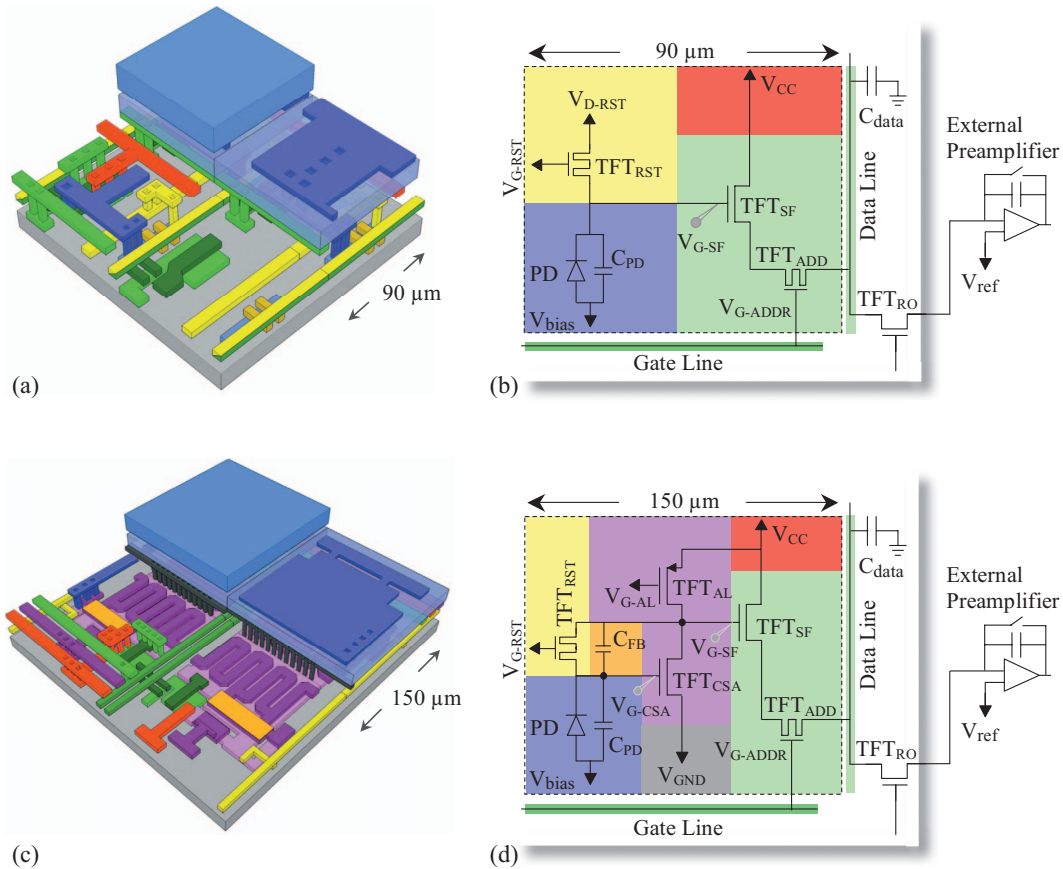 90 µm
(a)
90 µm
V_CC
V_D-RST
C_data
External
Preamplifier
V_G-RST
TFT_RST
Data Line
TFT_SF
V_G-SF
PD
C_PD
TFT_ADD
V_ref
V_G-ADDR
TFT_RO
V_bias
Gate Line
(b)
150 µm
(c)
150 µm
V_CC
C_data
TFT_RST
V_G-AL
TFT_AL
External
Preamplifier
V_G-RST
C_FB
V_G-SF
TFT_SF
Data Line
TFT_CSA
V_G-CSA
TFT_ADD
PD
C_PD
V_ref
V_G-ADDR
TFT_RO
V_bias
V_GND
Gate Line
(d)